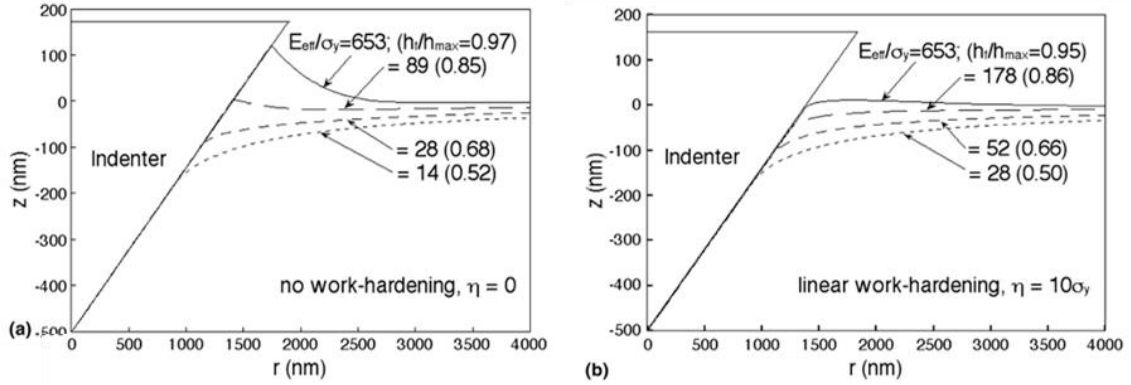 200
100
0
-100
-200
-300
-400
-500
z (nm)
E_eff/σ_y=653; (h_f/h_max=0.97)
= 89 (0.85)
= 28 (0.68)
= 14 (0.52)
Indenter
no work-hardening, η = 0
(a)
0 500 1000 1500 2000 2500 3000 3500 4000
r (nm)
200
100
0
-100
-200
-300
-400
-500
z (nm)
E_eff/σ_y=653; (h_f/h_max=0.95)
= 178 (0.86)
= 52 (0.66)
= 28 (0.50)
Indenter
linear work-hardening, η = 10σ_y
(b)
0 500 1000 1500 2000 2500 3000 3500 4000
r (nm)